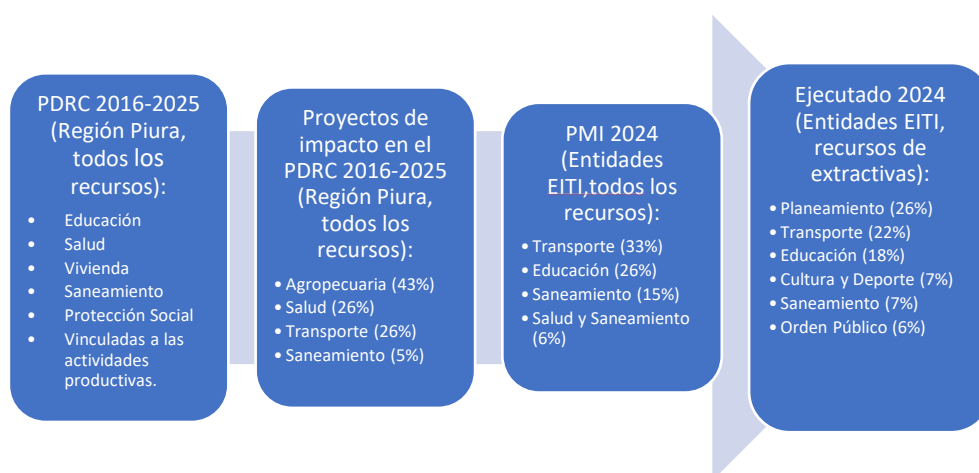 PDRC 2016-2025
(Región Piura,
todos los
recursos):
• Educación
• Salud
• Vivienda
• Saneamiento
• Protección Social
• Vinculadas a las
actividades
productivas.
Proyectos de
impacto en el
PDRC 2016-2025
(Región Piura,
todos los
recursos):
• Agropecuaria (43%)
• Salud (26%)
• Transporte (26%)
• Saneamiento (5%)
PMI 2024
(Entidades
EITI,todos los
recursos):
• Transporte (33%)
• Educación (26%)
• Saneamiento (15%)
• Salud y Saneamiento
(6%)
Ejecutado 2024
(Entidades EITI,
recursos de
extractivas):
• Planeamiento (26%)
• Transporte (22%)
• Educación (18%)
• Cultura y Deporte (7%)
• Saneamiento (7%)
• Orden Público (6%)